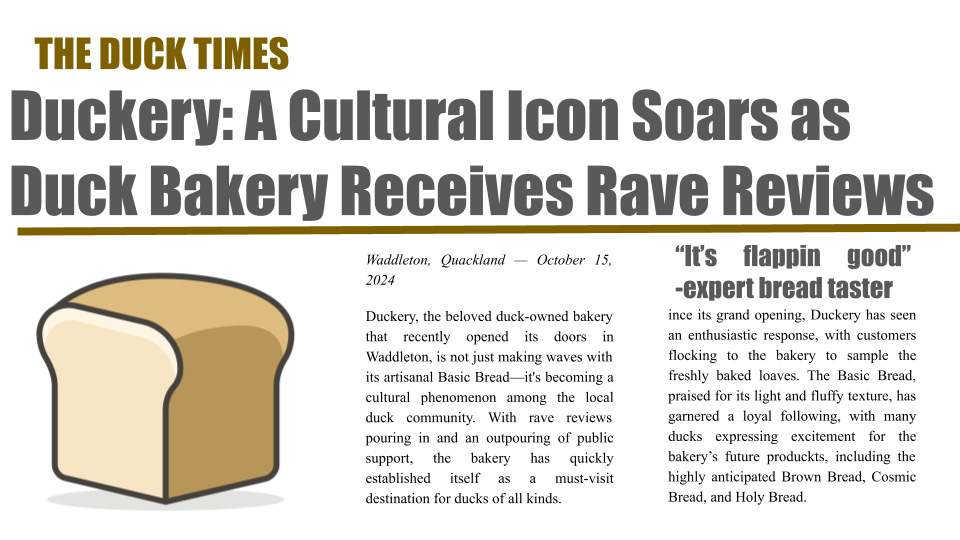 THE DUCK TIMES
Duckery: A Cultural Icon Soars as
Duck Bakery Receives Rave Reviews
Waddleton, Quackland — October 15,
2024
Duckery, the beloved duck-owned bakery
that recently opened its doors in
Waddleton, is not just making waves with
its artisanal Basic Bread—it's becoming a
cultural phenomenon among the local
duck community. With rave reviews
pouring in and an outpouring of public
support, the bakery has quickly
established itself as a must-visit
destination for ducks of all kinds.
“It’s flappin good”
-expert bread taster
ince its grand opening, Duckery has seen
an enthusiastic response, with customers
flocking to the bakery to sample the
freshly baked loaves. The Basic Bread,
praised for its light and fluffy texture, has
garnered a loyal following, with many
ducks expressing excitement for the
bakery’s future produckts, including the
highly anticipated Brown Bread, Cosmic
Bread, and Holy Bread.